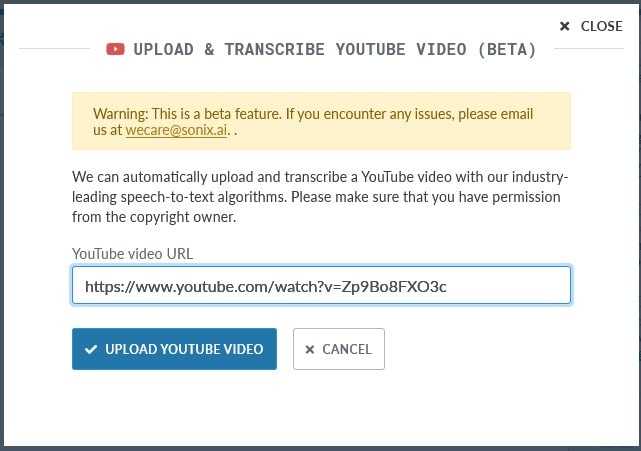 CLOSE
UPLOAD & TRANSCRIBE YOUTUBE VIDEO (BETA)
Warning: This is a beta feature. If you encounter any issues, please email
us at wecare@sonix.ai. .
We can automatically upload and transcribe a YouTube video with our industry-
leading speech-to-text algorithms. Please make sure that you have permission
from the copyright owner.
YouTube video URL
https://www.youtube.com/watch?v=Zp9Bo8FXO3c
UPLOAD YOUTUBE VIDEO
CANCEL